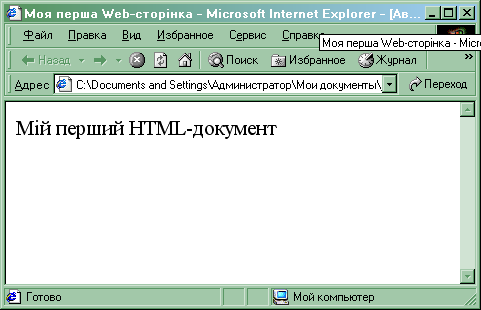 Моя перша Web-сторінка - Microsoft Internet Explorer - [Ав...
Файл Правка Вид Избранное Сервис Справка
Моя перша Web-сторінка - Micro
Назад Поиск Избранное Журнал »
Адрес C:\Documents and Settings\Администратор\Мои документы\ Переход
Мій перший HTML-документ
Готово Мой компьютер